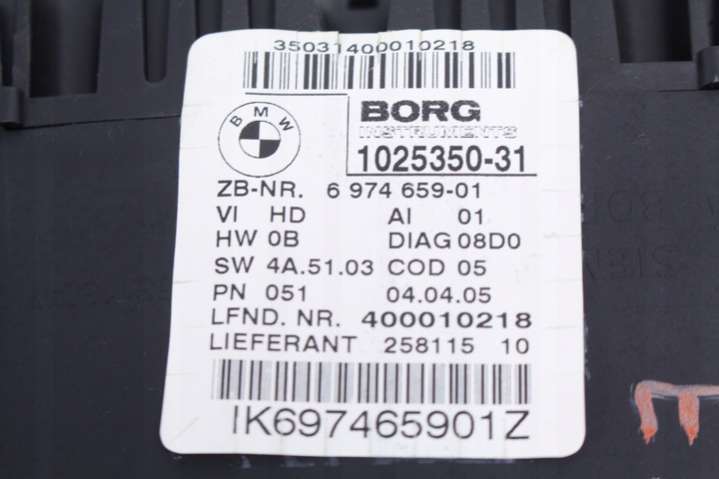 35031400010218
BMW
BORG
INSTRUMENTS
1025350-31
ZB-NR. 6 974 659-01
VI HD AI 01
HW 0B DIAG 08D0
SW 4A.51.03 COD 05
PN 051 04.04.05
LFND. NR. 400010218
LIEFERANT 258115 10
IK697465901Z